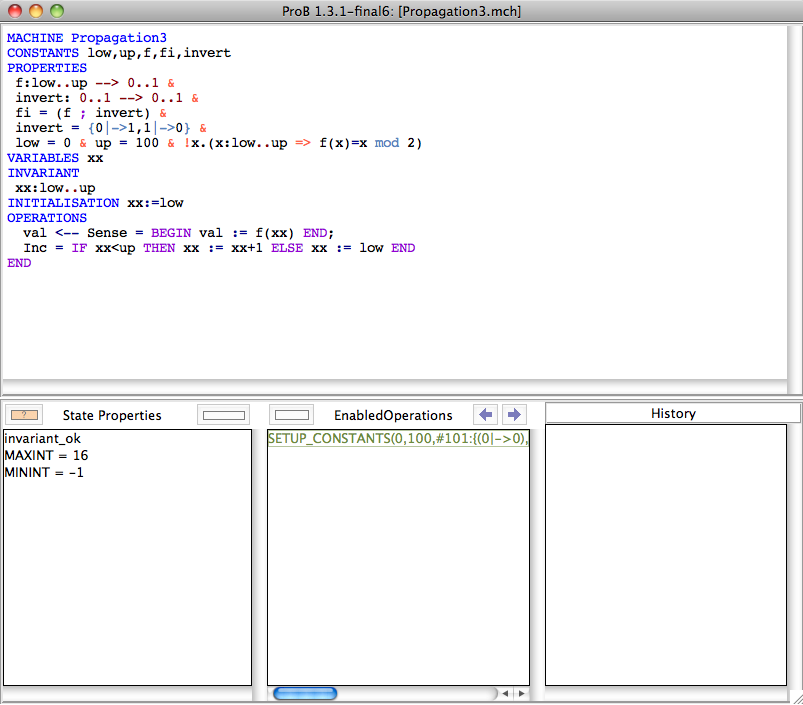 ProB 1.3.1-final6: [Propagation3.mch]
MACHINE Propagation3
CONSTANTS low,up,f,fi,invert
PROPERTIES
 f:low..up --> 0..1 &
 invert: 0..1 --> 0..1 &
 fi = (f ; invert) &
 invert = {0|->1,1|->0} &
 low = 0 & up = 100 & !x.(x:low..up => f(x)=x mod 2)
VARIABLES xx
INVARIANT
 xx:low..up
INITIALISATION xx:=low
OPERATIONS
  val <-- Sense = BEGIN val := f(xx) END;
  Inc = IF xx<up THEN xx := xx+1 ELSE xx := low END
END
? State Properties
EnabledOperations
History
invariant_ok
MAXINT = 16
MININT = -1
SETUP_CONSTANTS(0,100,#101:{(0|->0),